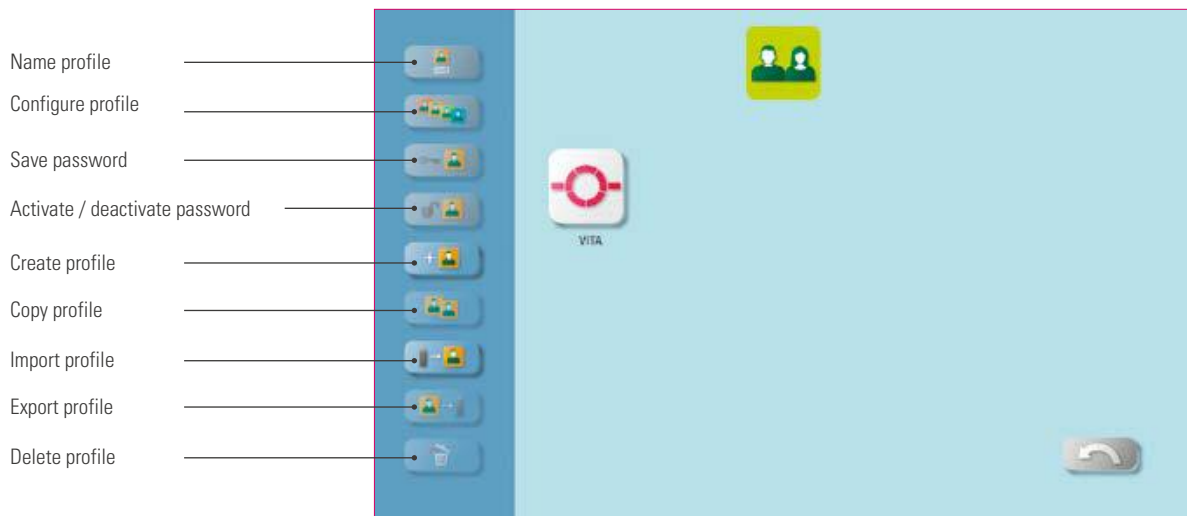 Name profile
Configure profile
Save password
Activate / deactivate password
Create profile
Copy profile
Import profile
Export profile
Delete profile
VITA